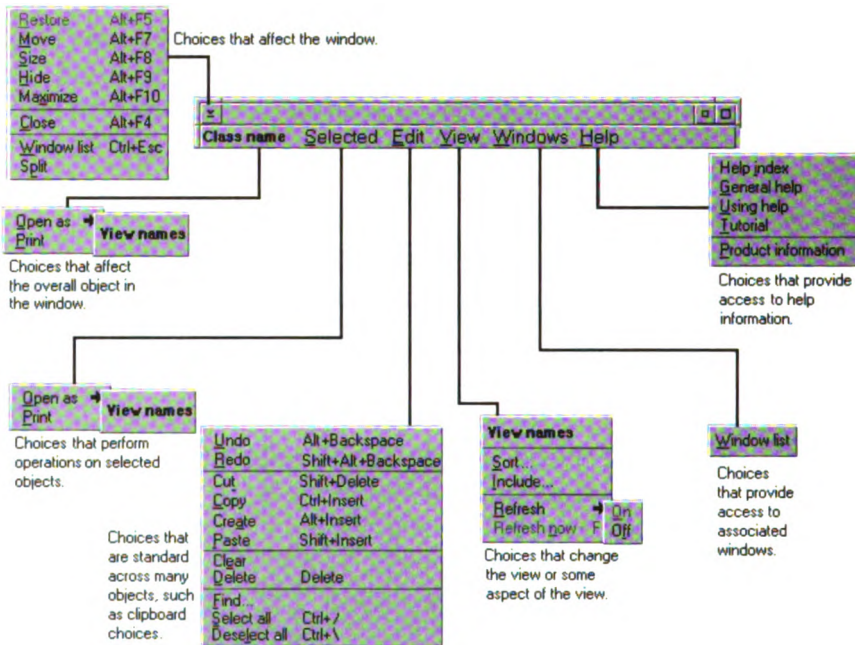 Restore Alt+F5
Move Alt+F7
Size Alt+F8
Hide Alt+F9
Maximize Alt+F10
Close Alt+F4
Window list Ctrl+Esc
Split
Choices that affect the window.
Class name Selected Edit View Windows Help
Open as
Print
View names
Choices that affect
the overall object in
the window.
Help index
General help
Using help
Tutorial
Product information
Choices that provide
access to help
information.
Open as
Print
View names
Choices that perform
operations on selected
objects.
Undo Alt+Backspace
Redo Shift+Alt+Backspace
Cut Shift+Delete
Copy Ctrl+Insert
Create Alt+Insert
Paste Shift+Insert
Clear
Delete Delete
Find...
Select all Ctrl+/
Deselect all Ctrl+\
Choices that
are standard
across many
objects, such
as clipboard
choices.
View names
Sort...
Include...
Refresh
Refresh now F
On
Off
Choices that change
the view or some
aspect of the view.
Window list
Choices
that provide
access to
associated
windows.